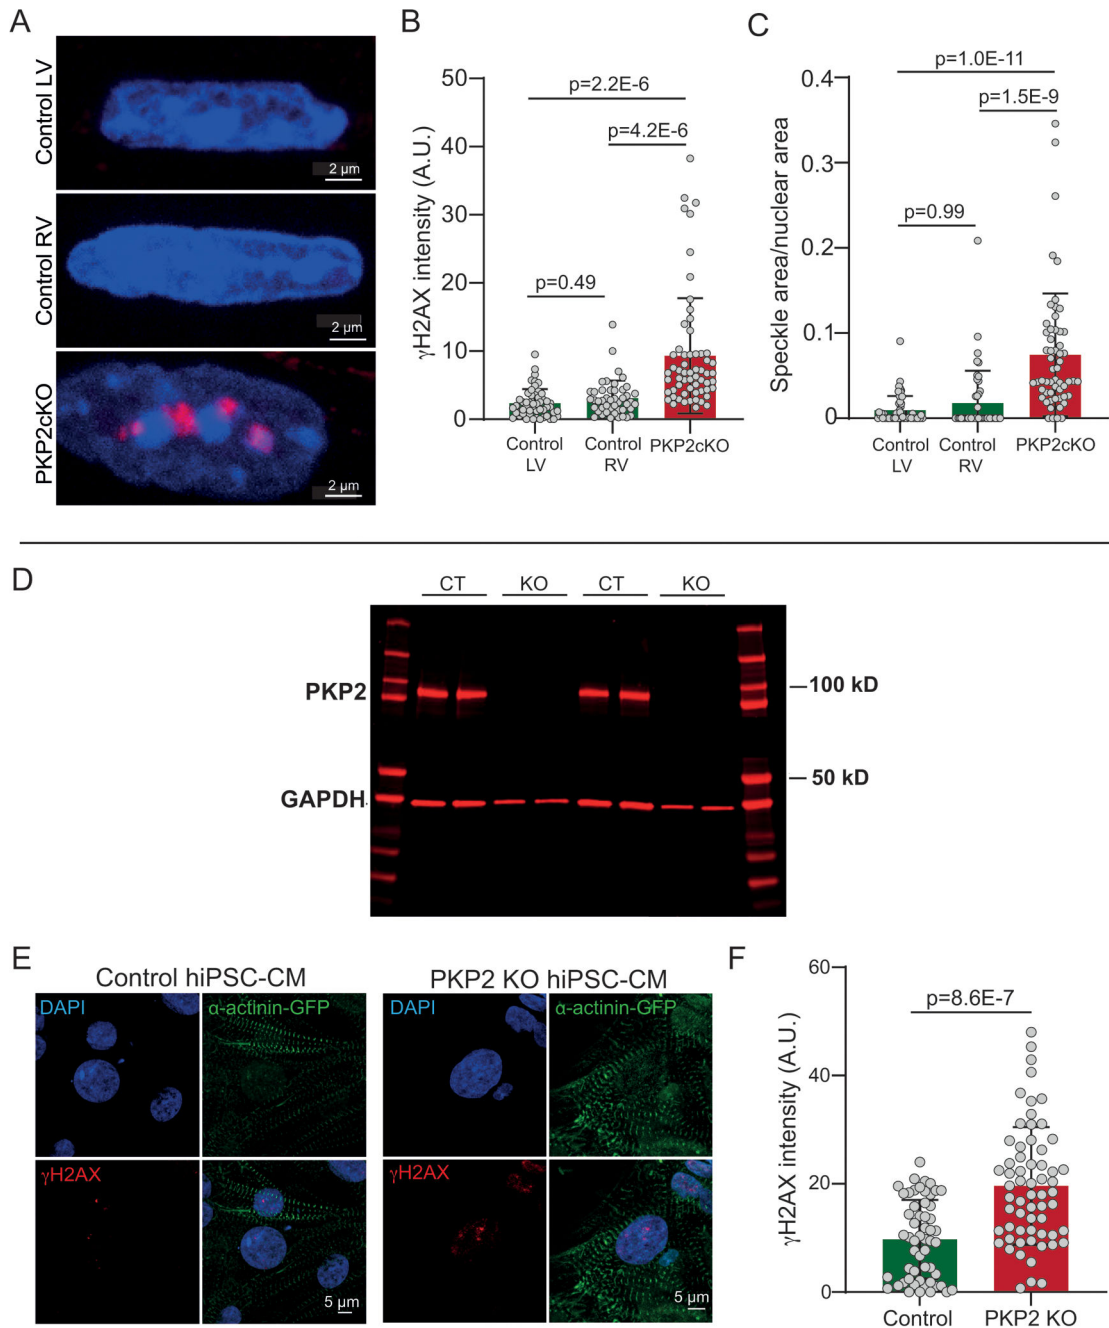 A
Control LV
2 µm
Control RV
2 µm
PKP2cKO
2 µm
B
γH2AX intensity (A.U.)
50
40
30
20
10
0
p=2.2E-6
p=4.2E-6
p=0.49
Control
LV
Control
RV
PKP2cKO
C
Speckle area/nuclear area
0.4
0.3
0.2
0.1
0
p=1.0E-11
p=1.5E-9
p=0.99
Control
LV
Control
RV
PKP2cKO
D
CT
KO
CT
KO
PKP2
GAPDH
100 kD
50 kD
E
Control hiPSC-CM
PKP2 KO hiPSC-CM
DAPI
α-actinin-GFP
DAPI
α-actinin-GFP
γH2AX
5 µm
γH2AX
5 µm
F
γH2AX intensity (A.U.)
60
40
20
0
p=8.6E-7
Control
PKP2 KO